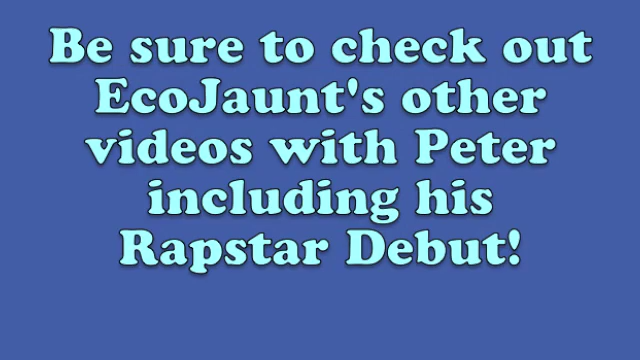 Be sure to check out
EcoJaunt's other
videos with Peter
including his
Rapstar Debut!